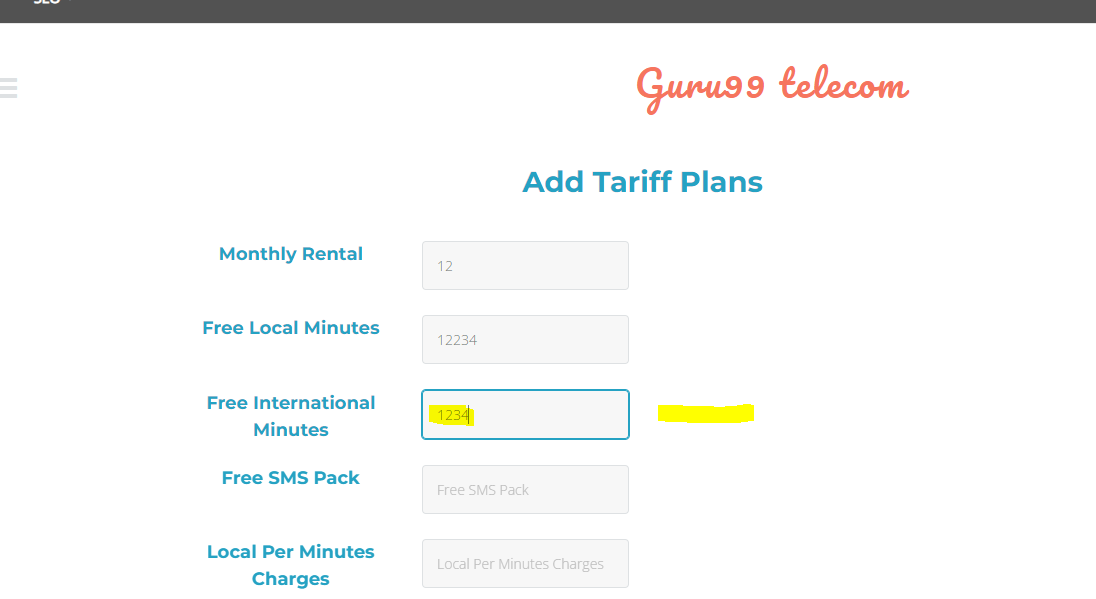 SEO
Guru99 telecom
Add Tariff Plans
Monthly Rental
12
Free Local Minutes
12234
Free International
Minutes
1234
Free SMS Pack
Free SMS Pack
Local Per Minutes
Charges
Local Per Minutes Charges